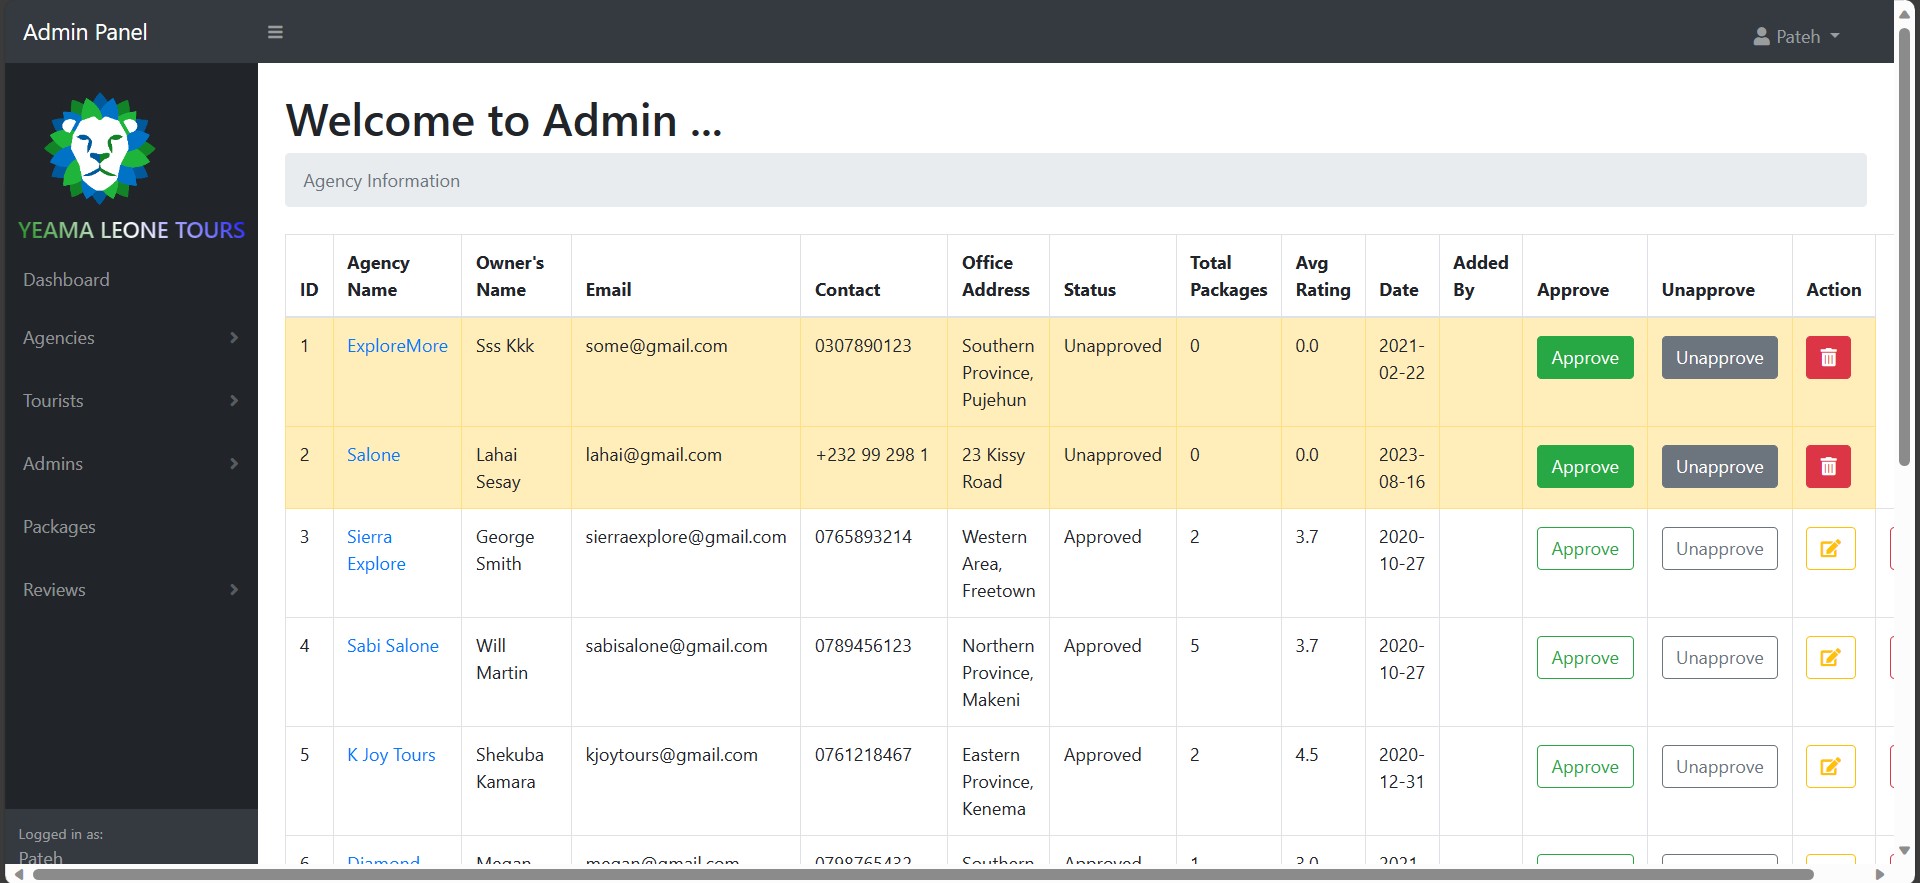 Admin Panel
Pateh
YEAMA LEONE TOURS
Dashboard
Agencies
Tourists
Admins
Packages
Reviews
Logged in as:
Pateh
Welcome to Admin ...
Agency Information
ID Agency Name Owner's Name Email Contact Office Address Status Total Packages Avg Rating Date Added By Approve Unapprove Action
1 ExploreMore Sss Kkk some@gmail.com 0307890123 Southern Province, Pujehun Unapproved 0 0.0 2021-02-22 Approve Unapprove
2 Salone Lahai Sesay lahai@gmail.com +232 99 298 1 23 Kissy Road Unapproved 0 0.0 2023-08-16 Approve Unapprove
3 Sierra Explore George Smith sierraexplore@gmail.com 0765893214 Western Area, Freetown Approved 2 3.7 2020-10-27 Approve Unapprove
4 Sabi Salone Will Martin sabisalone@gmail.com 0789456123 Northern Province, Makeni Approved 5 3.7 2020-10-27 Approve Unapprove
5 K Joy Tours Shekuba Kamara kjoytours@gmail.com 0761218467 Eastern Province, Kenema Approved 2 4.5 2020-12-31 Approve Unapprove
6 Diamond Megan megan@gmail.com 0798765432 Southern Approved 1 3.0 2021-